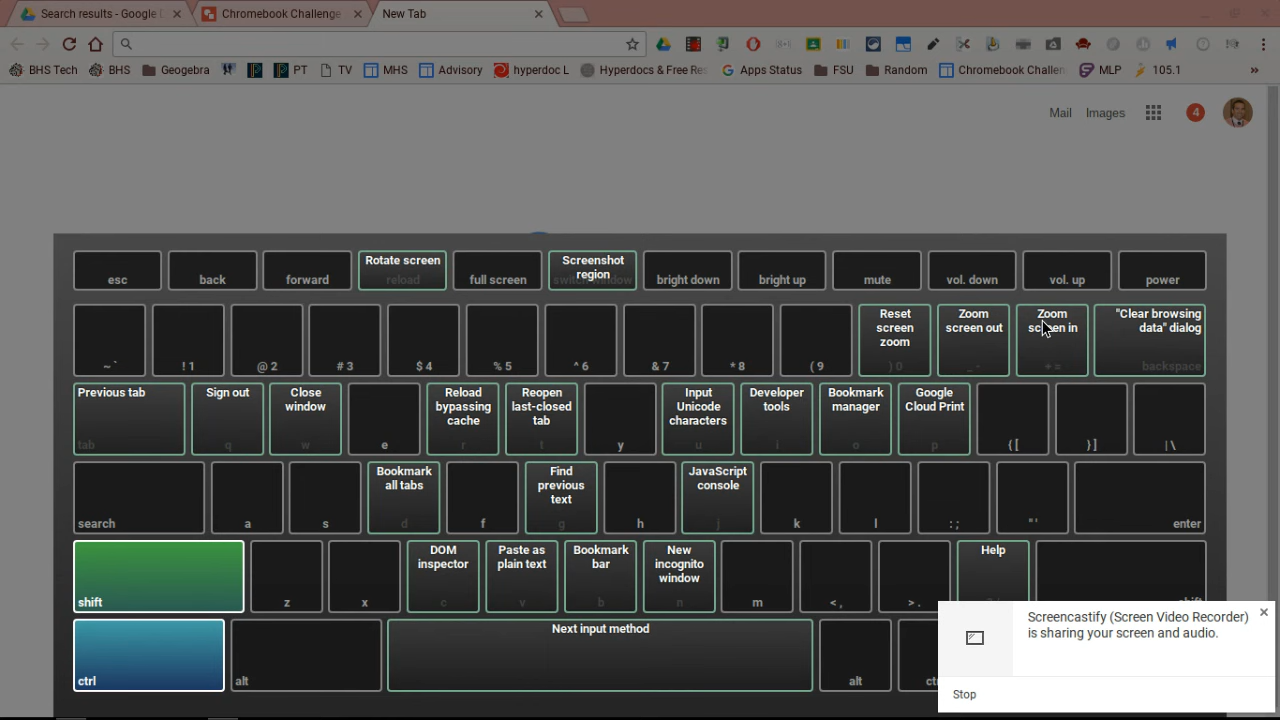 Search results - Google
Chromebook Challenge
New Tab
BHS Tech
BHS
Geogebra
PT
TV
MHS
Advisory
hyperdoc L
Hyperdocs & Free Res
Apps Status
FSU
Random
Chromebook Challen
MLP
105.1
»
Mail
Images
4
esc
back
forward
Rotate screen
reload
full screen
Screenshot
region
switch window
bright down
bright up
mute
vol. down
vol. up
power
~ `
! 1
@ 2
# 3
$ 4
% 5
^ 6
& 7
* 8
( 9
Reset
screen
zoom
) 0
Zoom
screen out
_ -
Zoom
screen in
+ =
"Clear browsing
data" dialog
backspace
Previous tab
tab
Sign out
q
Close
window
w
e
Reload
bypassing
cache
r
Reopen
last-closed
tab
t
y
Input
Unicode
characters
u
Developer
tools
i
Bookmark
manager
o
Google
Cloud Print
p
{ [
} ]
| \
search
a
s
Bookmark
all tabs
d
f
Find
previous
text
g
h
JavaScript
console
j
k
l
: ;
" '
enter
shift
z
x
DOM
inspector
c
Paste as
plain text
v
Bookmark
bar
b
New
incognito
window
n
m
< ,
> .
Help
ctrl
alt
Next input method
alt
Screencastify (Screen Video Recorder)
is sharing your screen and audio.
Stop